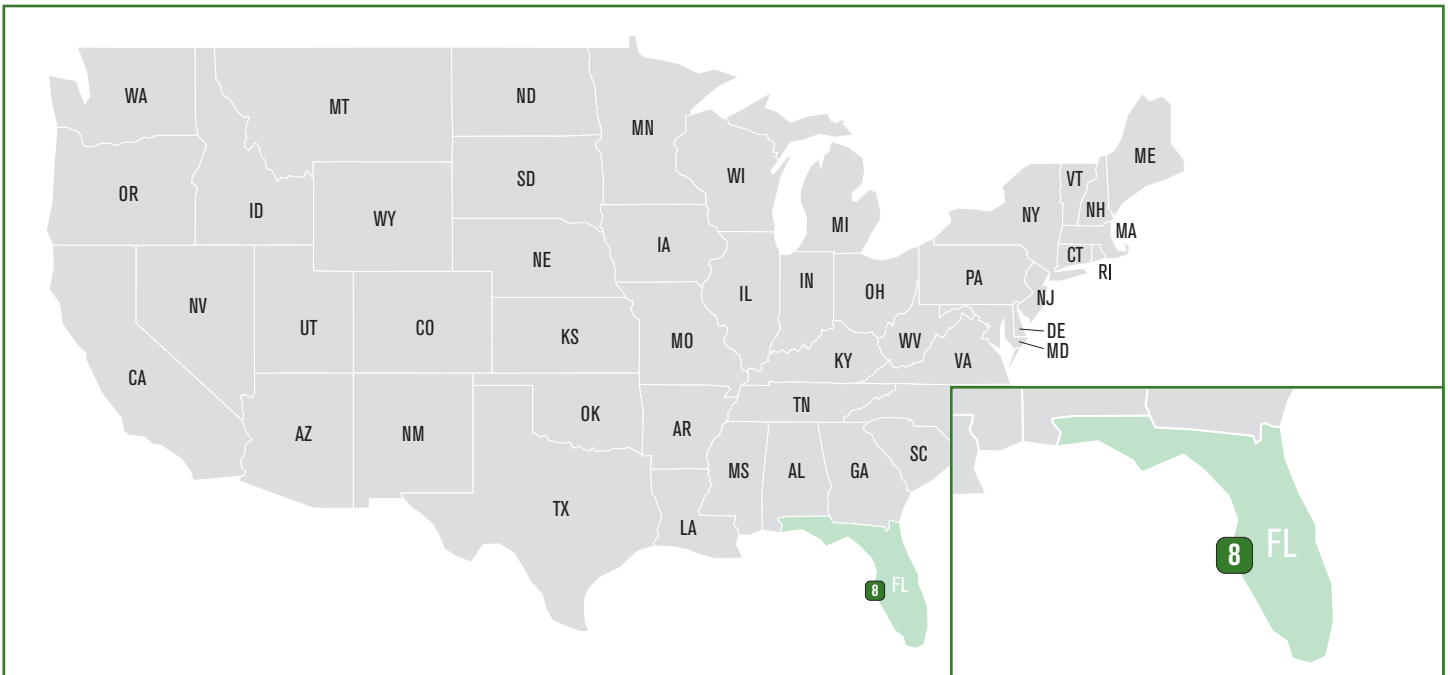 WA
MT
ND
MN
ME
OR
ID
WY
SD
WI
MI
NY
VT
NH
MA
CT
RI
NV
UT
CO
NE
IA
IL
IN
OH
PA
NJ
DE
MD
CA
KS
MO
KY
WV
VA
AZ
NM
OK
AR
TN
SC
TX
LA
MS
AL
GA
8
FL
8
FL